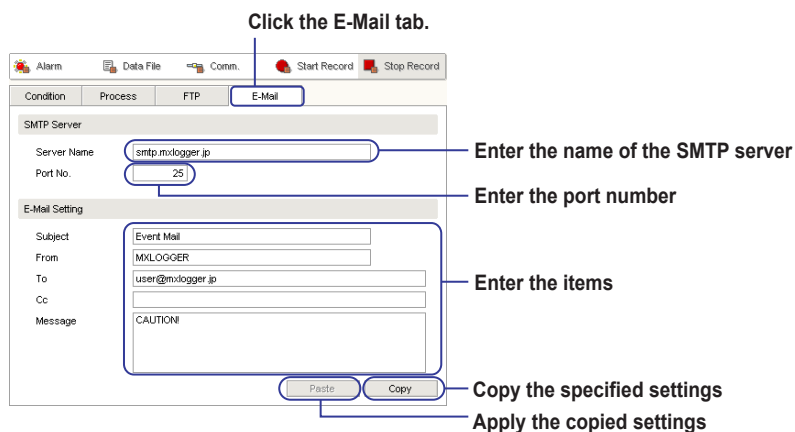 Click the E-Mail tab.
Alarm Data File Comm. Start Record Stop Record
Condition Process FTP E-Mail
SMTP Server
Server Name smtp.mxlogger.jp
Enter the name of the SMTP server
Port No. 25
Enter the port number
E-Mail Setting
Subject Event Mail
From MXLOGGER
To user@mxlogger.jp
Enter the items
Cc
Message CAUTION!
Paste Copy
Copy the specified settings
Apply the copied settings